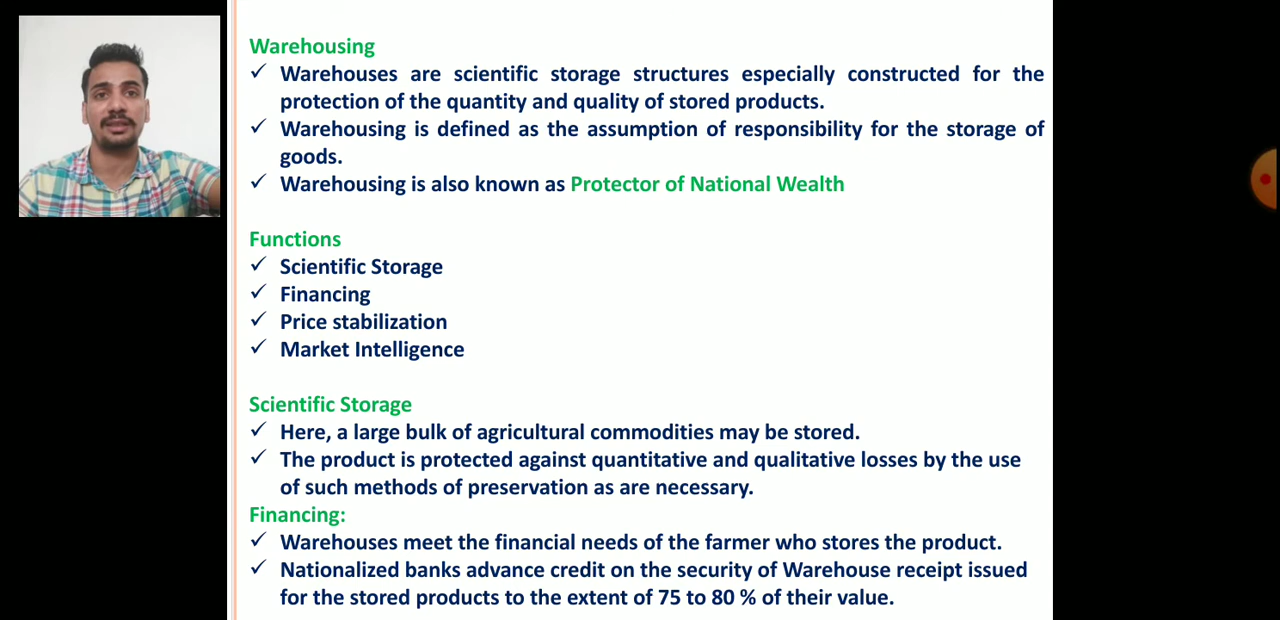 Warehousing
✓ Warehouses are scientific storage structures especially constructed for the
protection of the quantity and quality of stored products.
✓ Warehousing is defined as the assumption of responsibility for the storage of
goods.
✓ Warehousing is also known as Protector of National Wealth
Functions
✓ Scientific Storage
✓ Financing
✓ Price stabilization
✓ Market Intelligence
Scientific Storage
✓ Here, a large bulk of agricultural commodities may be stored.
✓ The product is protected against quantitative and qualitative losses by the use
of such methods of preservation as are necessary.
Financing:
✓ Warehouses meet the financial needs of the farmer who stores the product.
✓ Nationalized banks advance credit on the security of Warehouse receipt issued
for the stored products to the extent of 75 to 80 % of their value.